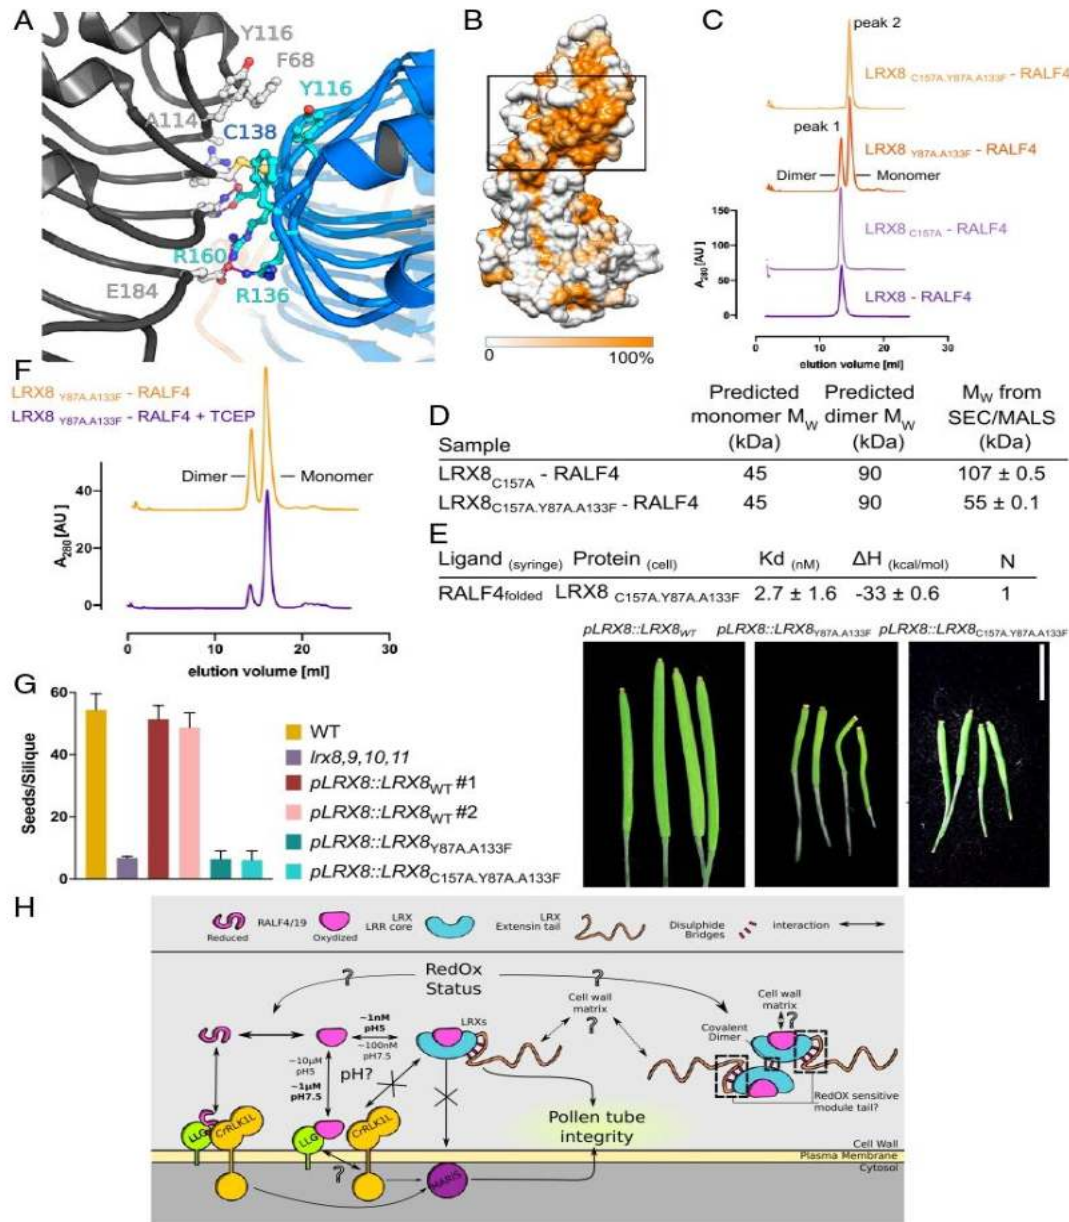 A
Y116
F68
Y116
A114
C138
R160
R136
E184
B
0
100%
C
peak 2
LRX8 C157A.Y87A.A133F - RALF4
peak 1
LRX8 Y87A.A133F - RALF4
Dimer
Monomer
150
LRX8 C157A - RALF4
100
50
LRX8 - RALF4
0
A280 [AU]
0 10 20 30
elution volume [ml]
F
LRX8 Y87A.A133F - RALF4
LRX8 Y87A.A133F - RALF4 + TCEP
Dimer
Monomer
40
20
0
A280 [AU]
0 10 20 30
elution volume [ml]
D
Sample
Predicted monomer MW (kDa)
Predicted dimer MW (kDa)
MW from SEC/MALS (kDa)
LRX8C157A - RALF4 45 90 107 ± 0.5
LRX8C157A.Y87A.A133F - RALF4 45 90 55 ± 0.1
E
Ligand (syringe) Protein (cell) Kd (nM) ΔH (kcal/mol) N
RALF4folded LRX8 C157A.Y87A.A133F 2.7 ± 1.6 -33 ± 0.6 1
pLRX8::LRX8WT
pLRX8::LRX8Y87A.A133F
pLRX8::LRX8C157A.Y87A.A133F
G
60
40
20
0
Seeds/Silique
WT
lrx8,9,10,11
pLRX8::LRX8WT #1
pLRX8::LRX8WT #2
pLRX8::LRX8Y87A.A133F
pLRX8::LRX8C157A.Y87A.A133F
H
Reduced
RALF4/19
Oxydized
LRX
LRR core
LRX
Extensin tail
Disulphide
Bridges
interaction
?
RedOx
Status
?
Cell wall
matrix
?
Cell wall
matrix
?
Covalent
Dimer
~1nM
pH5
~100nM
pH7.5
LRXs
~10μM
pH5
~1μM
pH7.5
pH?
RedOX sensitive
module tail?
Pollen tube
integrity
LLG
CrRLK1L
LLG
CrRLK1L
?
MARIS
Cell Wall
Plasma Membrane
Cytosol